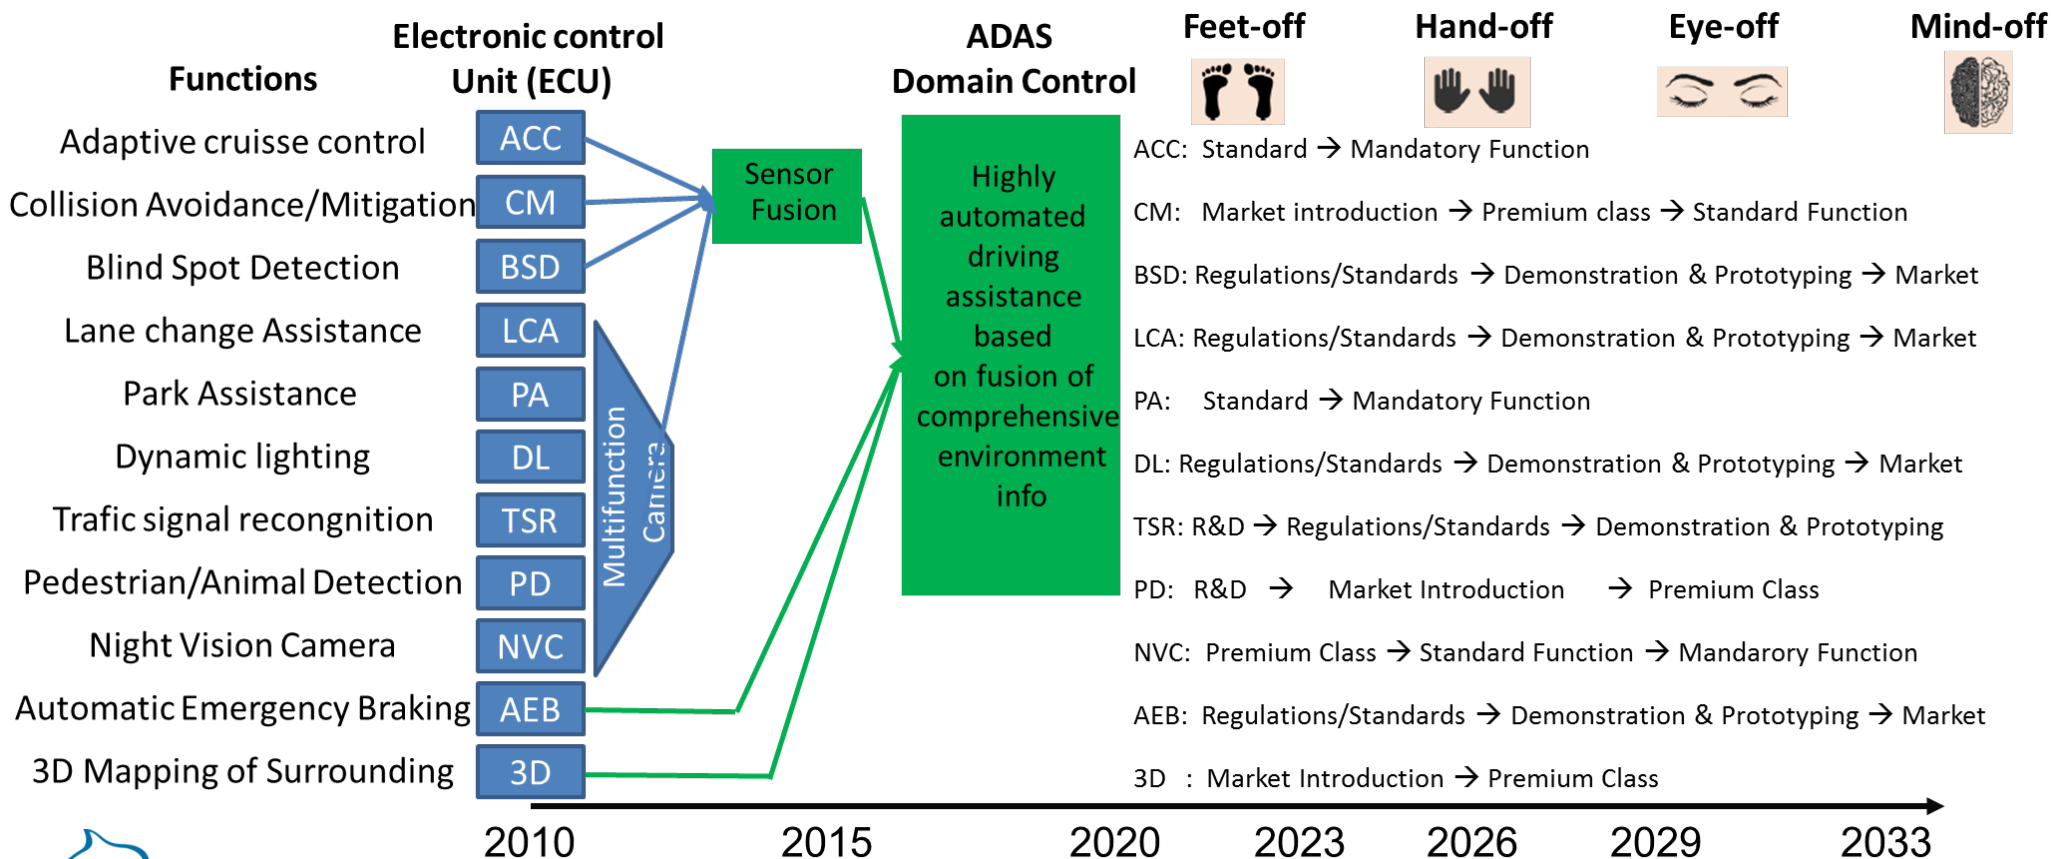 Electronic control
Unit (ECU)
Functions
ADAS
Domain Control
Feet-off
Hand-off
Eye-off
Mind-off
Adaptive cruisse control
Collision Avoidance/Mitigation
Blind Spot Detection
Lane change Assistance
Park Assistance
Dynamic lighting
Trafic signal recongnition
Pedestrian/Animal Detection
Night Vision Camera
Automatic Emergency Braking
3D Mapping of Surrounding
ACC
CM
BSD
LCA
PA
DL
TSR
PD
NVC
AEB
3D
Multifunction
Camera
Sensor
Fusion
Highly
automated
driving
assistance
based
on fusion of
comprehensive
environment
info
ACC: Standard → Mandatory Function
CM: Market introduction → Premium class → Standard Function
BSD: Regulations/Standards → Demonstration & Prototyping → Market
LCA: Regulations/Standards → Demonstration & Prototyping → Market
PA: Standard → Mandatory Function
DL: Regulations/Standards → Demonstration & Prototyping → Market
TSR: R&D → Regulations/Standards → Demonstration & Prototyping
PD: R&D → Market Introduction → Premium Class
NVC: Premium Class → Standard Function → Mandarory Function
AEB: Regulations/Standards → Demonstration & Prototyping → Market
3D : Market Introduction → Premium Class
2010 2015 2020 2023 2026 2029 2033